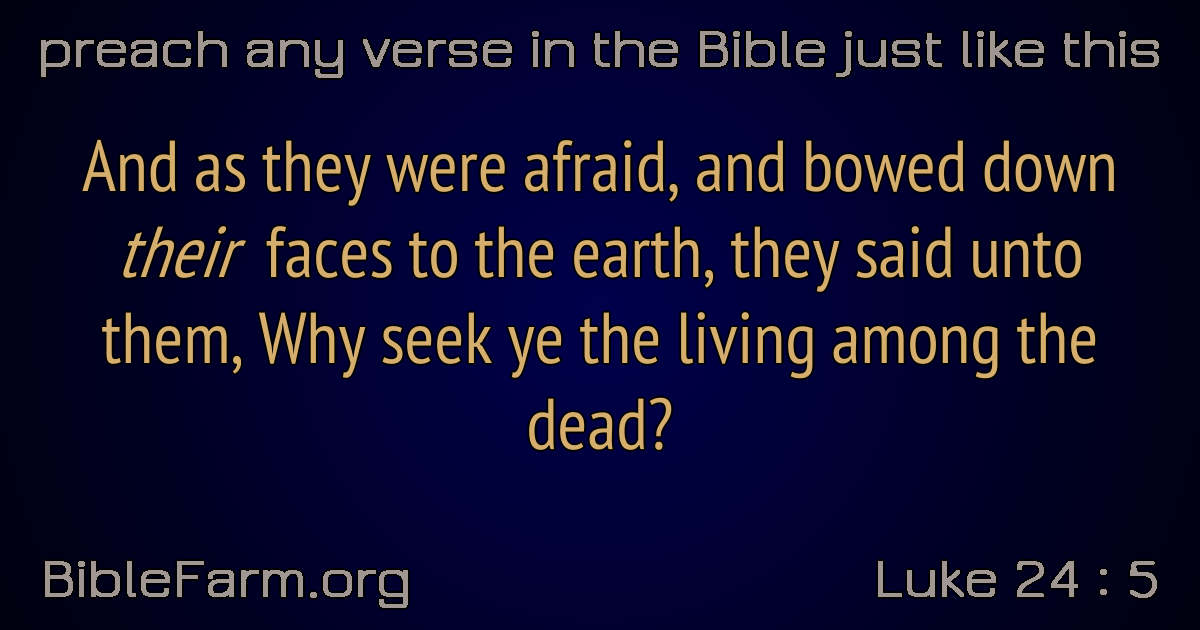 preach any verse in the Bible just like this
And as they were afraid, and bowed down
their faces to the earth, they said unto
them, Why seek ye the living among the
dead?
BibleFarm.org
Luke 24 : 5